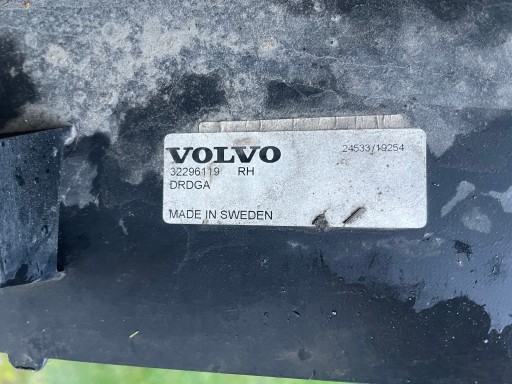 VOLVO 24533/19254
32296119 RH
DRDGA
MADE IN SWEDEN